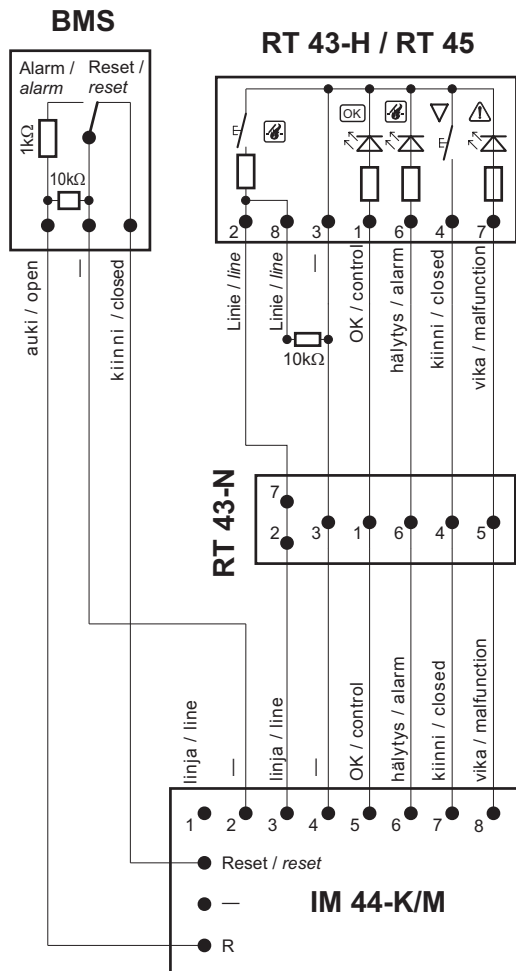 BMS
RT 43-H / RT 45
Alarm / Reset /
alarm reset
1kΩ
10kΩ
OK
2 8 3 1 6 4 7
auki / open
—
kiinni / closed
Linie / line
Linie / line
—
OK / control
hälytys / alarm
kiinni / closed
vika / malfunction
10kΩ
RT 43-N
7
2 3 1 6 4 5
linja / line
—
linja / line
—
OK / control
hälytys / alarm
kiinni / closed
vika / malfunction
1 2 3 4 5 6 7 8
Reset / reset
—
IM 44-K/M
R